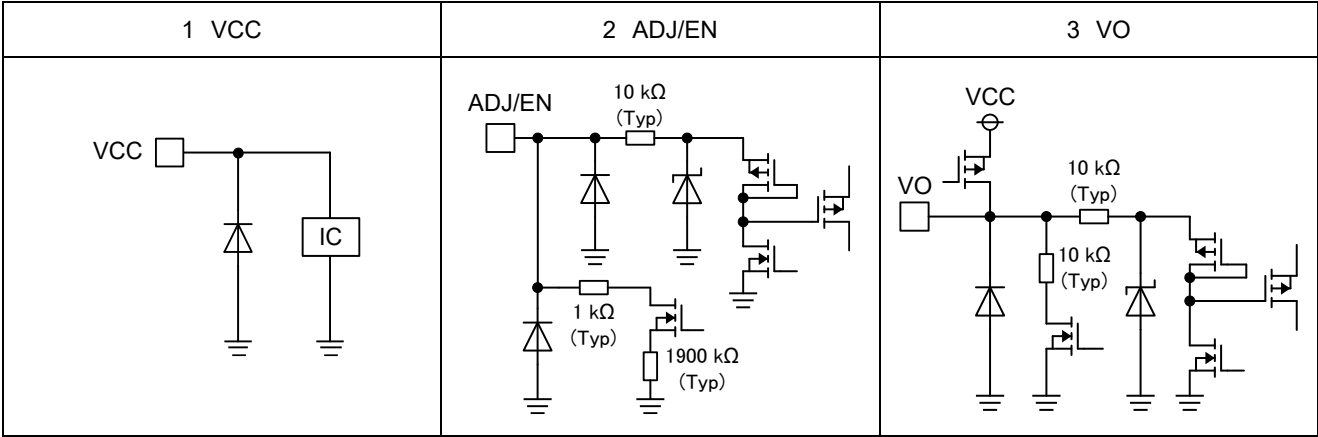 1 VCC
2 ADJ/EN
3 VO
VCC
IC
ADJ/EN
10 kΩ
(Typ)
1 kΩ
(Typ)
1900 kΩ
(Typ)
VCC
VO
10 kΩ
(Typ)
10 kΩ
(Typ)